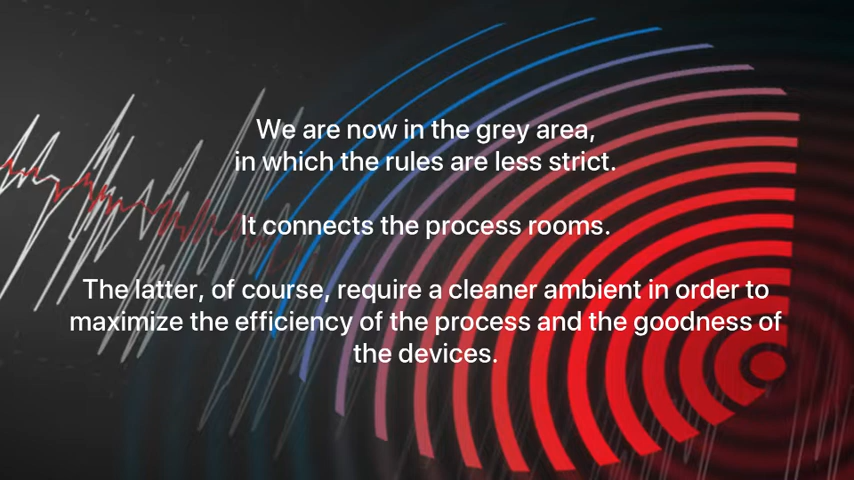 We are now in the grey area,
in which the rules are less strict.
It connects the process rooms.
The latter, of course, require a cleaner ambient in order to
maximize the efficiency of the process and the goodness of
the devices.